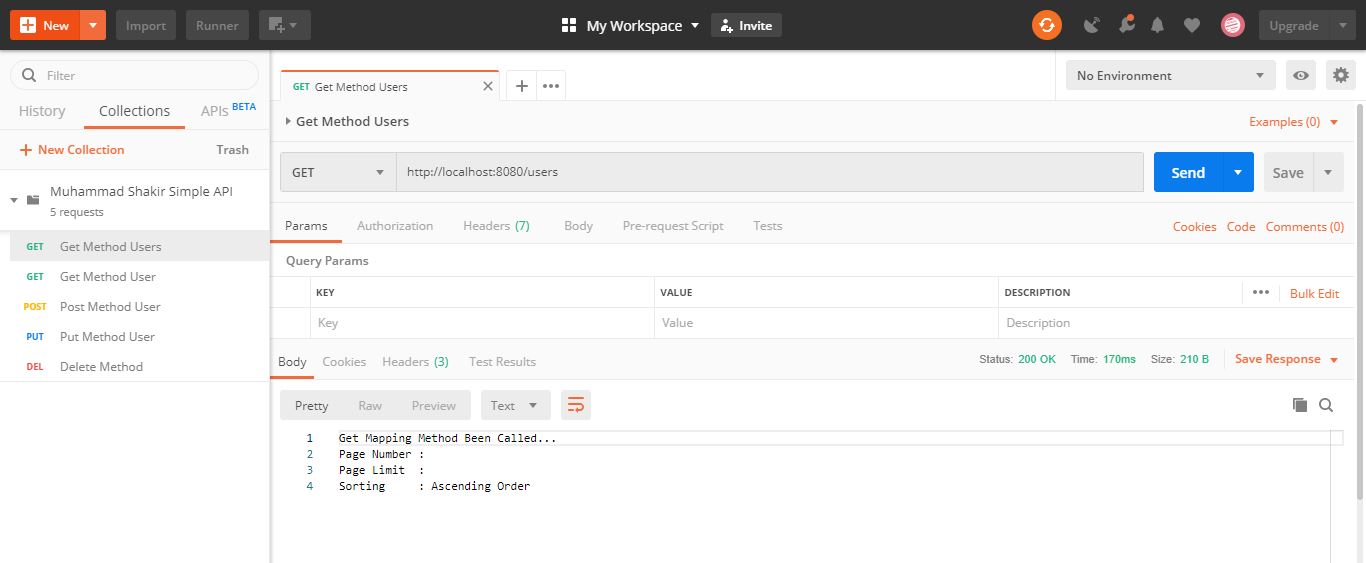 New Import Runner My Workspace Invite Upgrade
Filter
History Collections APIs BETA
New Collection Trash
Muhammad Shakir Simple API
5 requests
GET Get Method Users
GET Get Method User
POST Post Method User
PUT Put Method User
DEL Delete Method
GET Get Method Users No Environment
Get Method Users Examples (0)
GET http://localhost:8080/users Send Save
Params Authorization Headers (7) Body Pre-request Script Tests Cookies Code Comments (0)
Query Params
KEY VALUE DESCRIPTION Bulk Edit
Key Value Description
Body Cookies Headers (3) Test Results Status: 200 OK Time: 170ms Size: 210 B Save Response
Pretty Raw Preview Text
1 Get Mapping Method Been Called...
2 Page Number :
3 Page Limit :
4 Sorting : Ascending Order